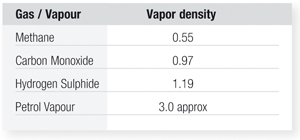 Gas / Vapour Vapor density
Methane 0.55
Carbon Monoxide 0.97
Hydrogen Sulphide 1.19
Petrol Vapour 3.0 approx